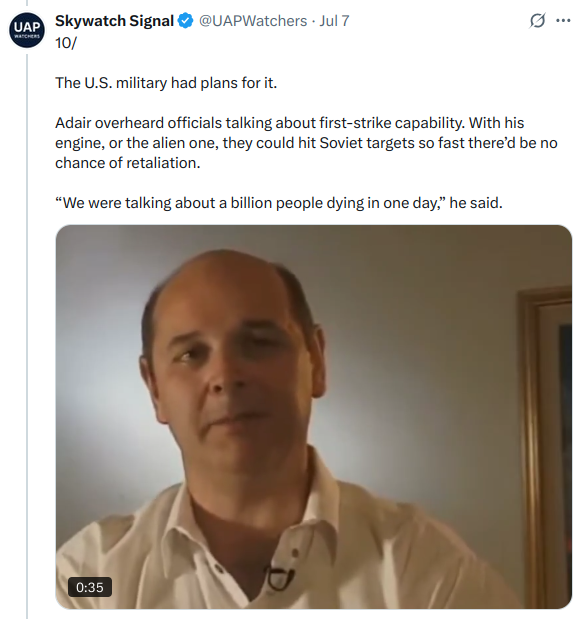 UAP
WATCHERS
Skywatch Signal @UAPWatchers · Jul 7
10/
The U.S. military had plans for it.
Adair overheard officials talking about first-strike capability. With his
engine, or the alien one, they could hit Soviet targets so fast there’d be no
chance of retaliation.
“We were talking about a billion people dying in one day,” he said.
0:35